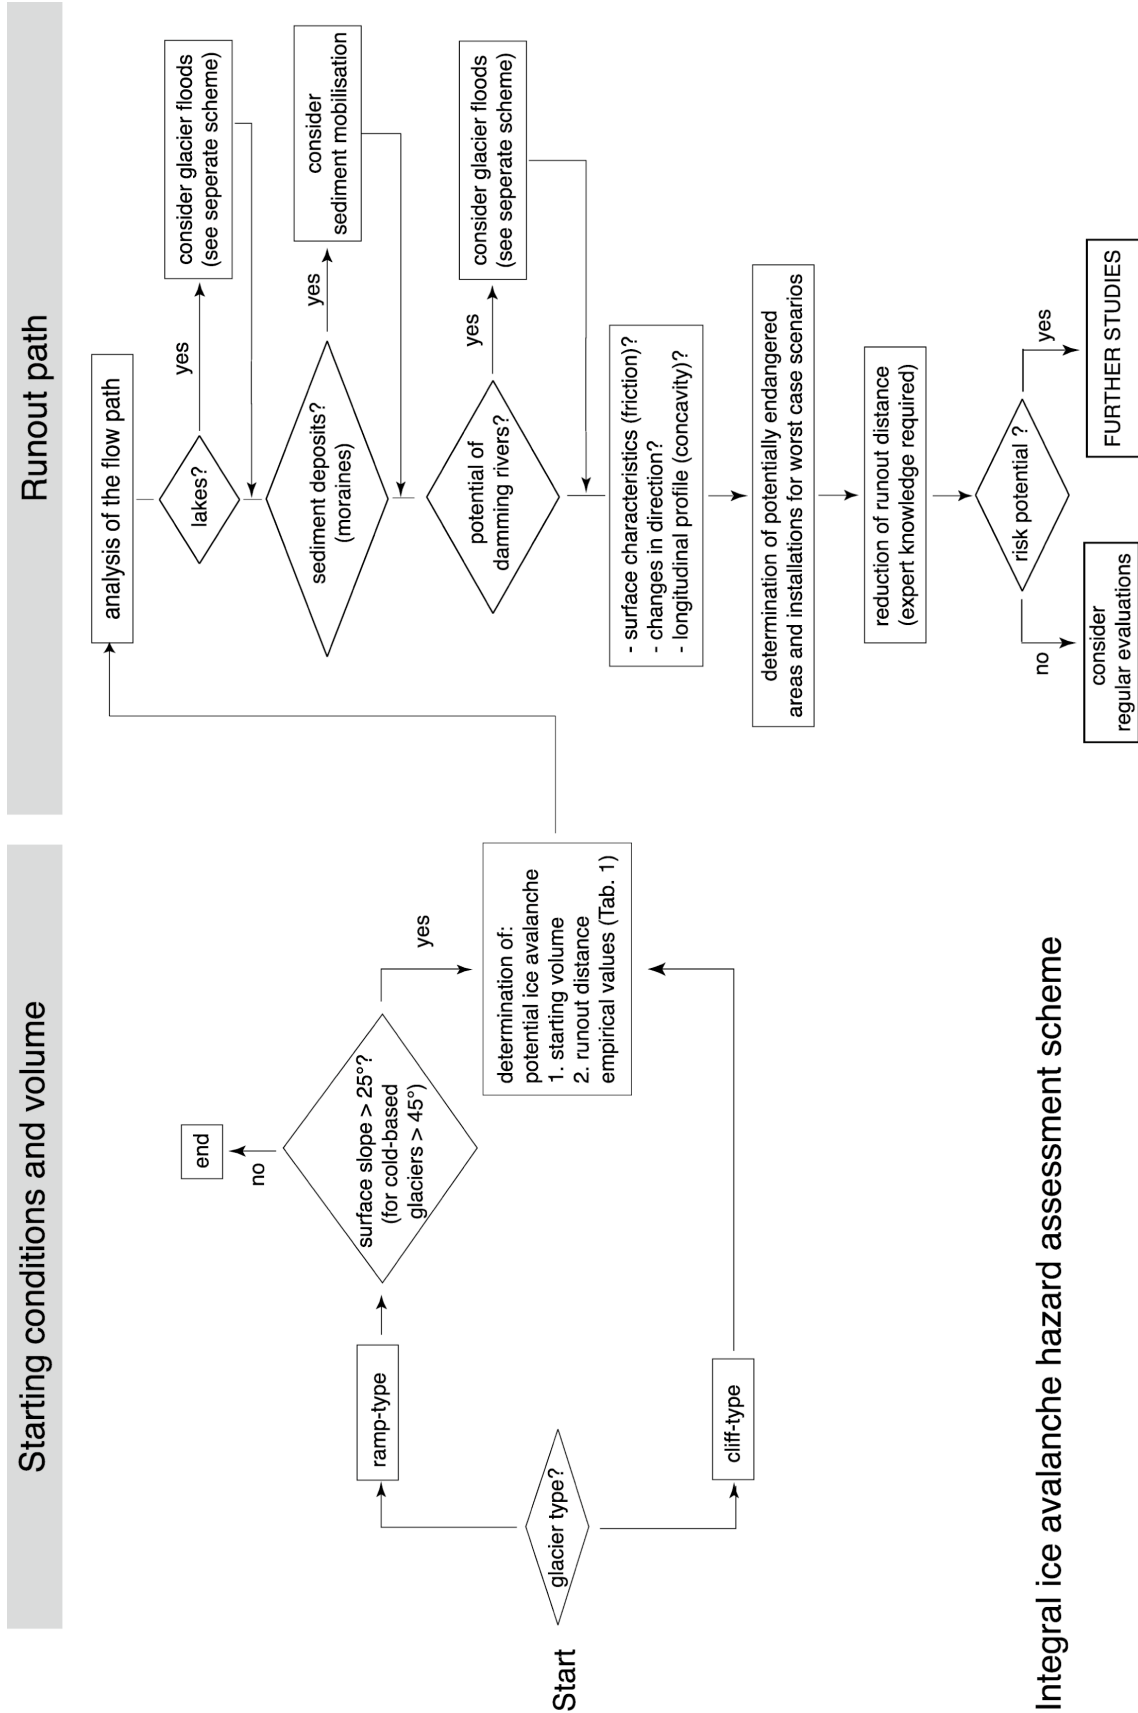 Starting conditions and volume
Start
glacier type?
ramp-type
cliff-type
surface slope > 25°?
(for cold-based
glaciers > 45°)
no
end
yes
determination of:
potential ice avalanche
1. starting volume
2. runout distance
empirical values (Tab. 1)
Runout path
analysis of the flow path
lakes?
yes
consider glacier floods
(see seperate scheme)
sediment deposits?
(moraines)
yes
consider
sediment mobilisation
potential of
damming rivers?
yes
consider glacier floods
(see seperate scheme)
- surface characteristics (friction)?
- changes in direction?
- longitudinal profile (concavity)?
determination of potentially endangered
areas and installations for worst case scenarios
reduction of runout distance
(expert knowledge required)
risk potential ?
no
yes
consider
regular evaluations
FURTHER STUDIES
Integral ice avalanche hazard assessment scheme